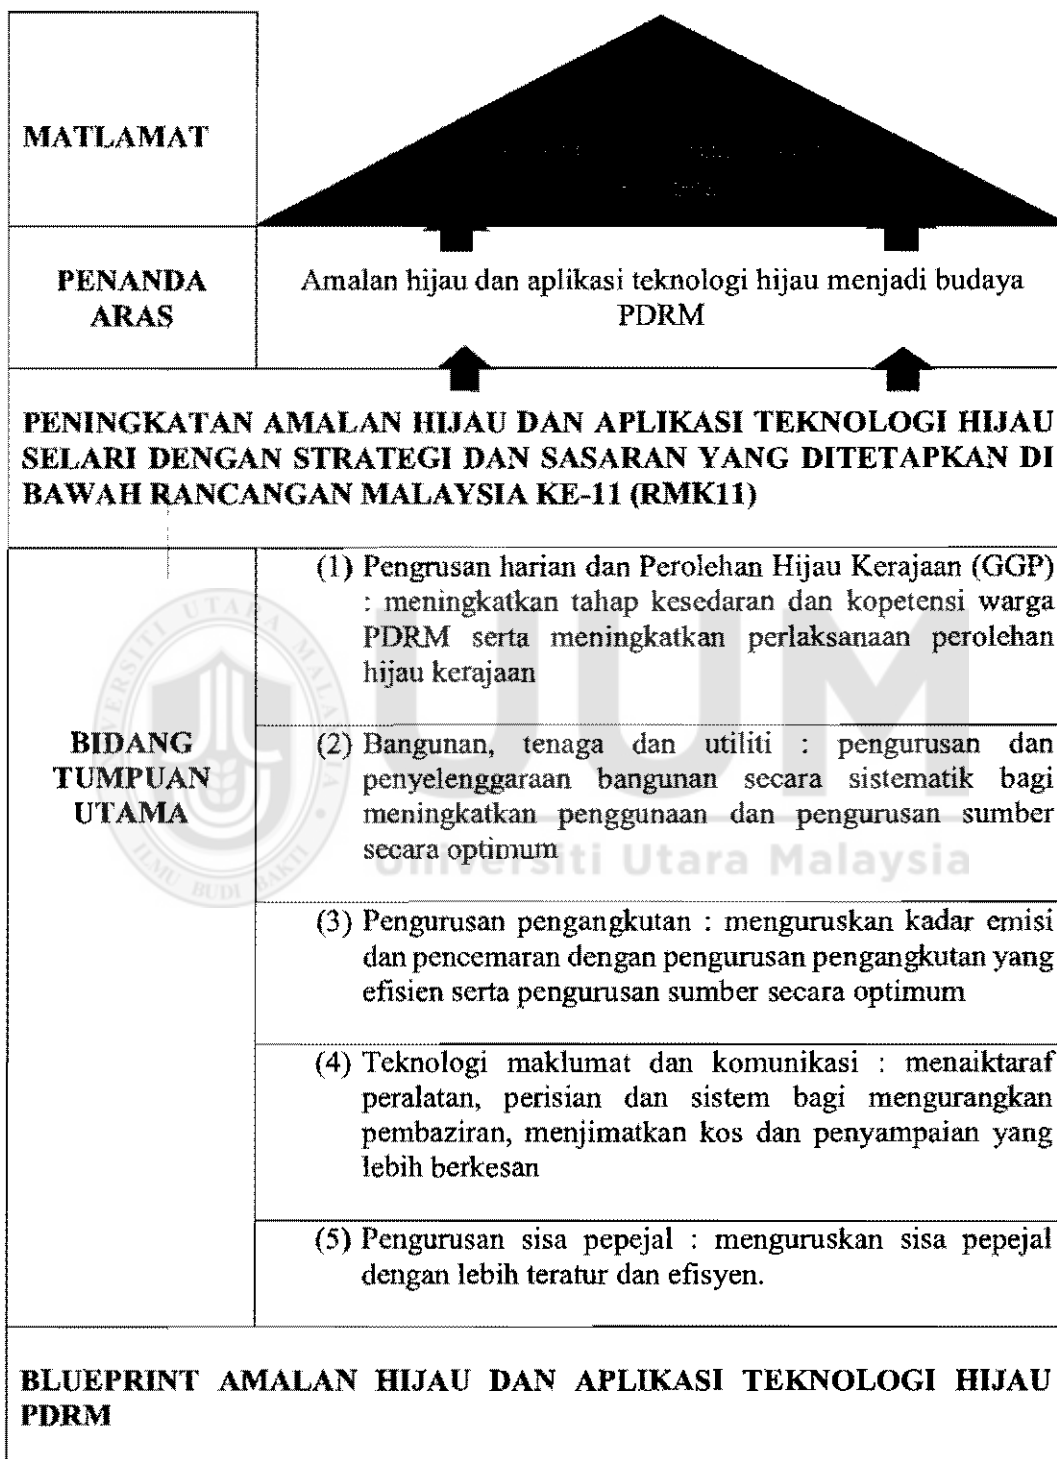 MATLAMAT
PENANDA
ARAS
Amalan hijau dan aplikasi teknologi hijau menjadi budaya
PDRM
PENINGKATAN AMALAN HIJAU DAN APLIKASI TEKNOLOGI HIJAU
SELARI DENGAN STRATEGI DAN SASARAN YANG DITETAPKAN DI
BAWAH RANCANGAN MALAYSIA KE-11 (RMK11)
BIDANG
TUMPUAN
UTAMA
(1) Pengrusan harian dan Perolehan Hijau Kerajaan (GGP)
: meningkatkan tahap kesedaran dan kopetensi warga
PDRM serta meningkatkan perlaksanaan perolehan
hijau kerajaan
(2) Bangunan, tenaga dan utiliti : pengurusan dan
penyelenggaraan bangunan secara sistematik bagi
meningkatkan penggunaan dan pengurusan sumber
secara optimum
(3) Pengurusan pengangkutan : menguruskan kadar emisi
dan pencemaran dengan pengurusan pengangkutan yang
efisien serta pengurusan sumber secara optimum
(4) Teknologi maklumat dan komunikasi : menaiktaraf
peralatan, perisian dan sistem bagi mengurangkan
pembaziran, menjimatkan kos dan penyampaian yang
lebih berkesan
(5) Pengurusan sisa pepejal : menguruskan sisa pepejal
dengan lebih teratur dan efisyen.
BLUEPRINT AMALAN HIJAU DAN APLIKASI TEKNOLOGI HIJAU
PDRM
UUM
Universiti Utara Malaysia
UNIVERSITI UTARA MALAYSIA
ILMU BUDI BAKTI